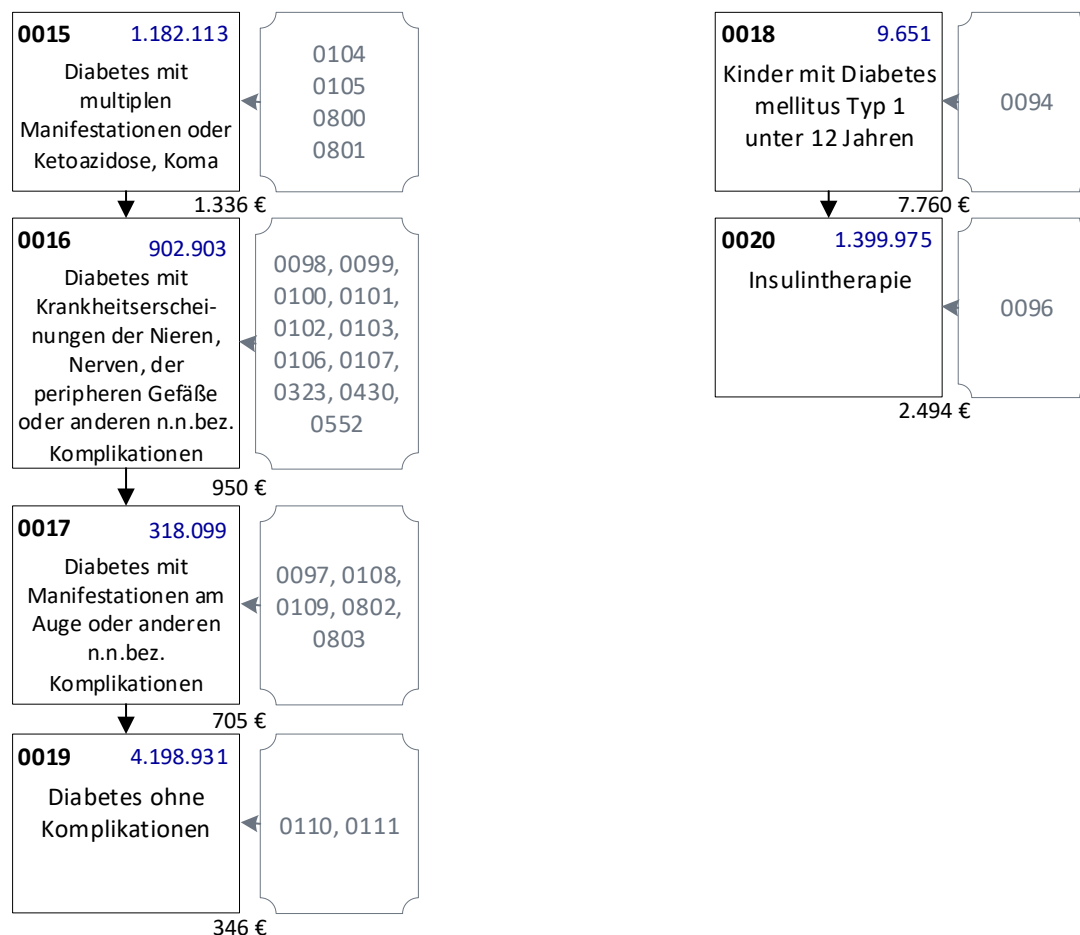 0015 1.182.113
Diabetes mit
multiplen
Manifestationen oder
Ketoazidose, Koma
0104
0105
0800
0801
1.336 €
0016 902.903
Diabetes mit
Krankheitserschei-
nungen der Nieren,
Nerven, der
peripheren Gefäße
oder anderen n.n.bez.
Komplikationen
0098, 0099,
0100, 0101,
0102, 0103,
0106, 0107,
0323, 0430,
0552
950 €
0017 318.099
Diabetes mit
Manifestationen am
Auge oder anderen
n.n.bez.
Komplikationen
0097, 0108,
0109, 0802,
0803
705 €
0019 4.198.931
Diabetes ohne
Komplikationen
0110, 0111
346 €
0018 9.651
Kinder mit Diabetes
mellitus Typ 1
unter 12 Jahren
0094
7.760 €
0020 1.399.975
Insulintherapie
0096
2.494 €